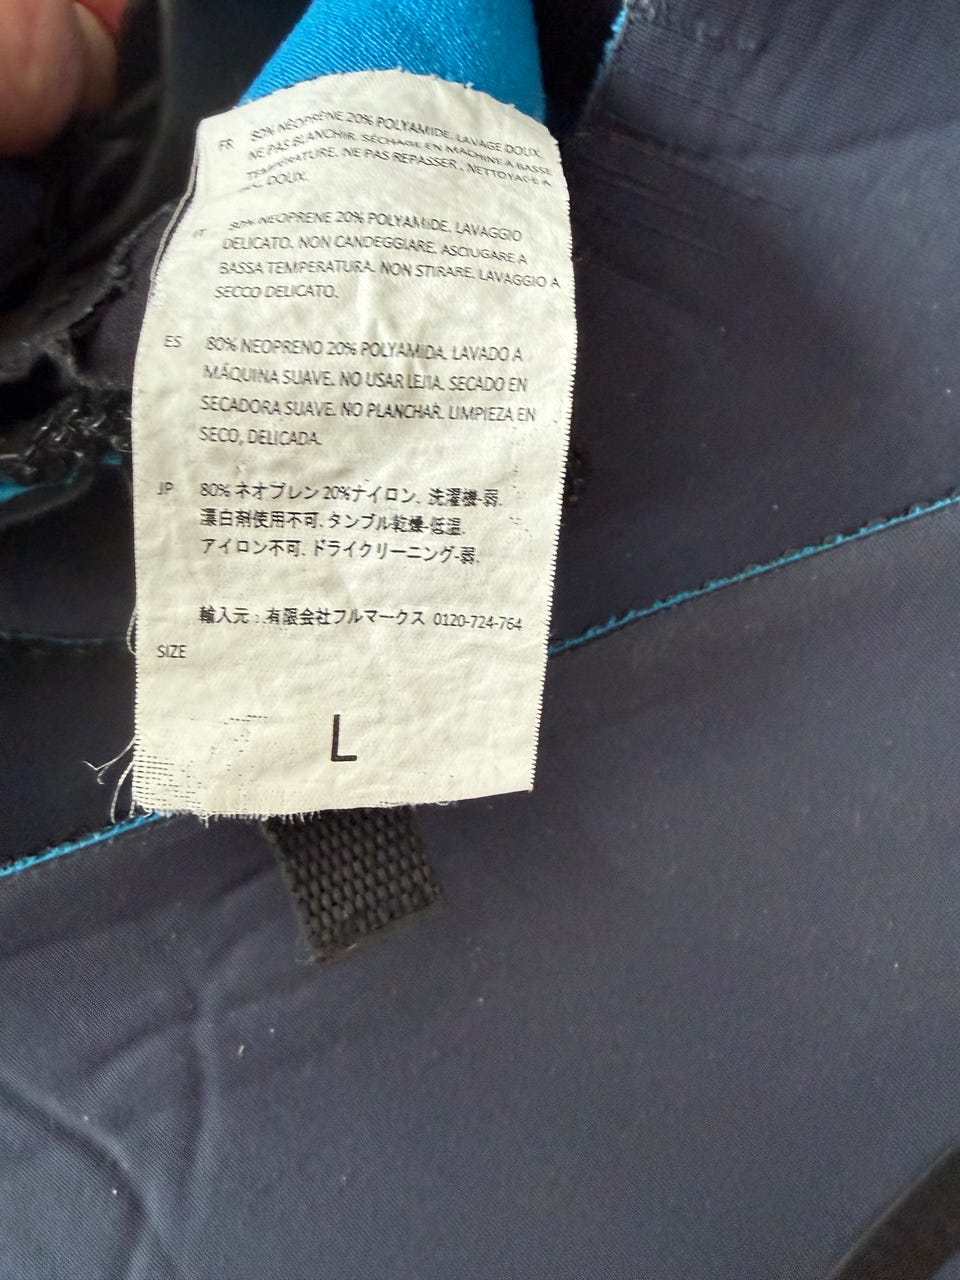 FR 80% NÉOPRÈNE 20% POLYAMIDE. LAVAGE DOUX.
NE PAS BLANCHIR. SÉCHAGE EN MACHINE A BASSE
TEMPÉRATURE. NE PAS REPASSER. NETTOYAGE A
DOUX.
IT 80% NEOPRENE 20% POLYAMIDE. LAVAGGIO
DELICATO. NON CANDEGGIARE. ASCIUGARE A
BASSA TEMPERATURA. NON STIRARE. LAVAGGIO A
SECCO DELICATO.
ES 80% NEOPRENO 20% POLYAMIDA. LAVADO A
MÁQUINA SUAVE. NO USAR LEJIA. SECADO EN
SECADORA SUAVE. NO PLANCHAR. LIMPIEZA EN
SECO, DELICADA.
JP 80% ネオプレン 20%ナイロン. 洗濯機-弱.
漂白剤使用不可. タンブル乾燥-低温.
アイロン不可. ドライクリーニング-弱.
輸入元 : 有限会社フルマークス 0120-724-764
SIZE
L